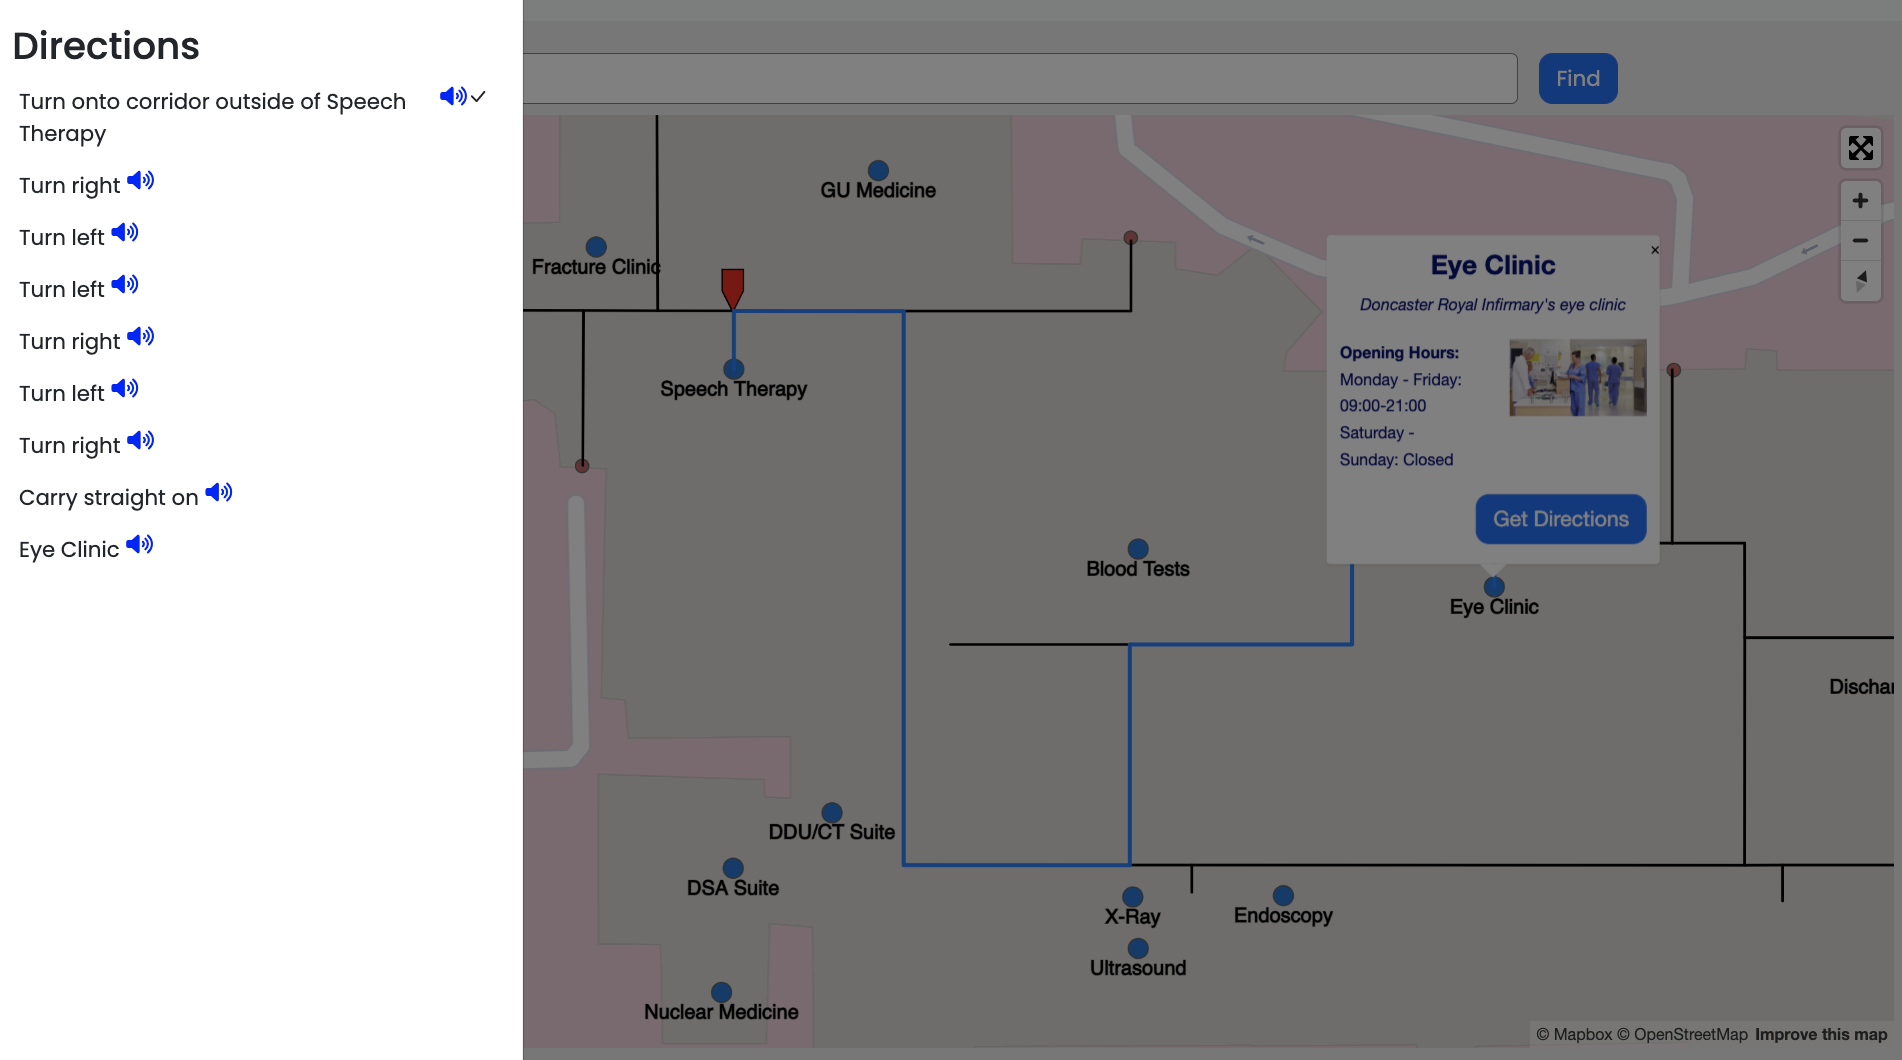 Directions
Turn onto corridor outside of Speech
Therapy
Turn right
Turn left
Turn left
Turn right
Turn left
Turn right
Carry straight on
Eye Clinic
Find
GU Medicine
Fracture Clinic
Speech Therapy
Eye Clinic
Doncaster Royal Infirmary's eye clinic
Opening Hours:
Monday - Friday:
09:00-21:00
Saturday -
Sunday: Closed
Get Directions
Blood Tests
Eye Clinic
Dischar
DDU/CT Suite
DSA Suite
X-Ray
Endoscopy
Ultrasound
Nuclear Medicine
© Mapbox © OpenStreetMap Improve this map